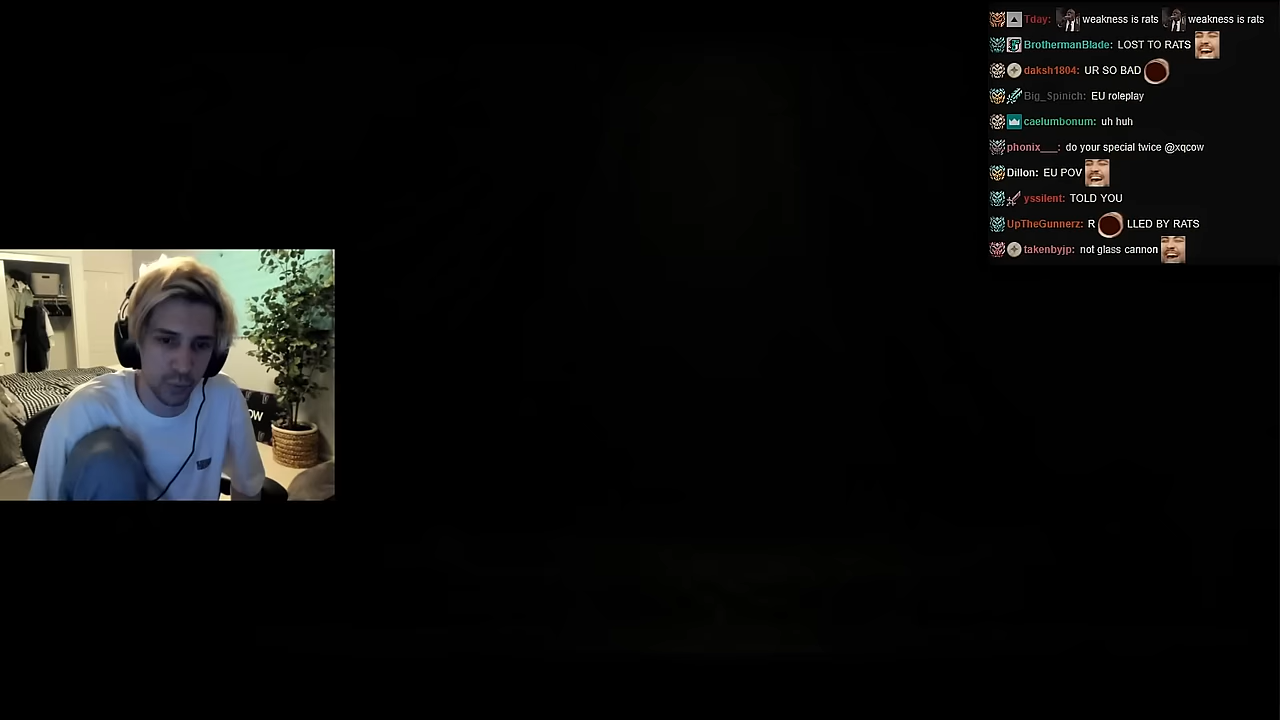 Tday: weakness is rats weakness is rats
BrothermanBlade: LOST TO RATS
daksh1804: UR SO BAD
Big_Spinich: EU roleplay
caelumbonum: uh huh
phonix___: do your special twice @xqcow
Dillon: EU POV
yssilent: TOLD YOU
UpTheGunnerz: R LLED BY RATS
takenbyjp: not glass cannon
OW